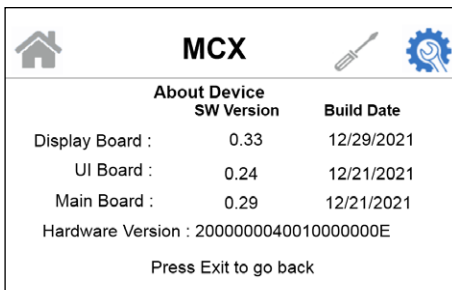 MCX
About Device
SW Version Build Date
Display Board : 0.33 12/29/2021
UI Board : 0.24 12/21/2021
Main Board : 0.29 12/21/2021
Hardware Version : 2000000040010000000E
Press Exit to go back